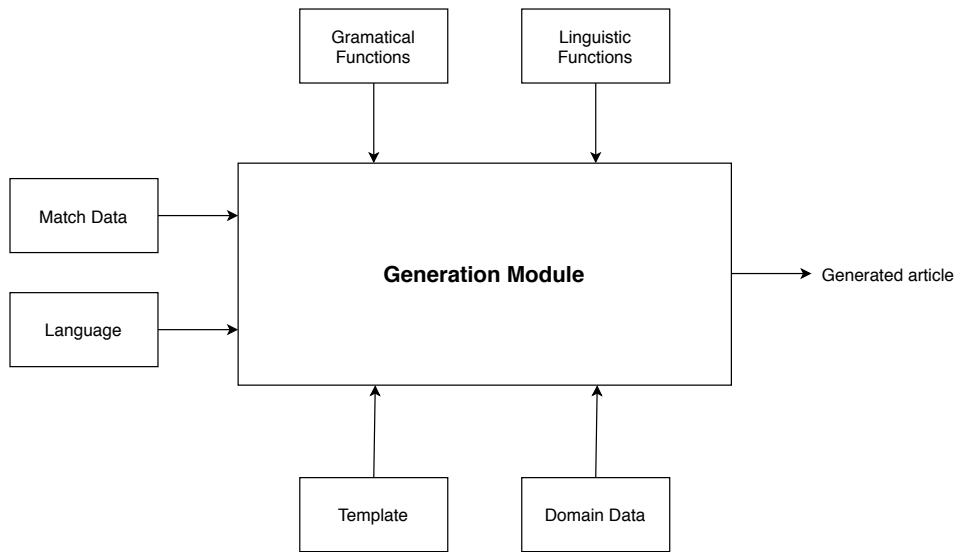 Gramatical
Functions
Linguistic
Functions
Match Data
Generation Module
Generated article
Language
Template
Domain Data